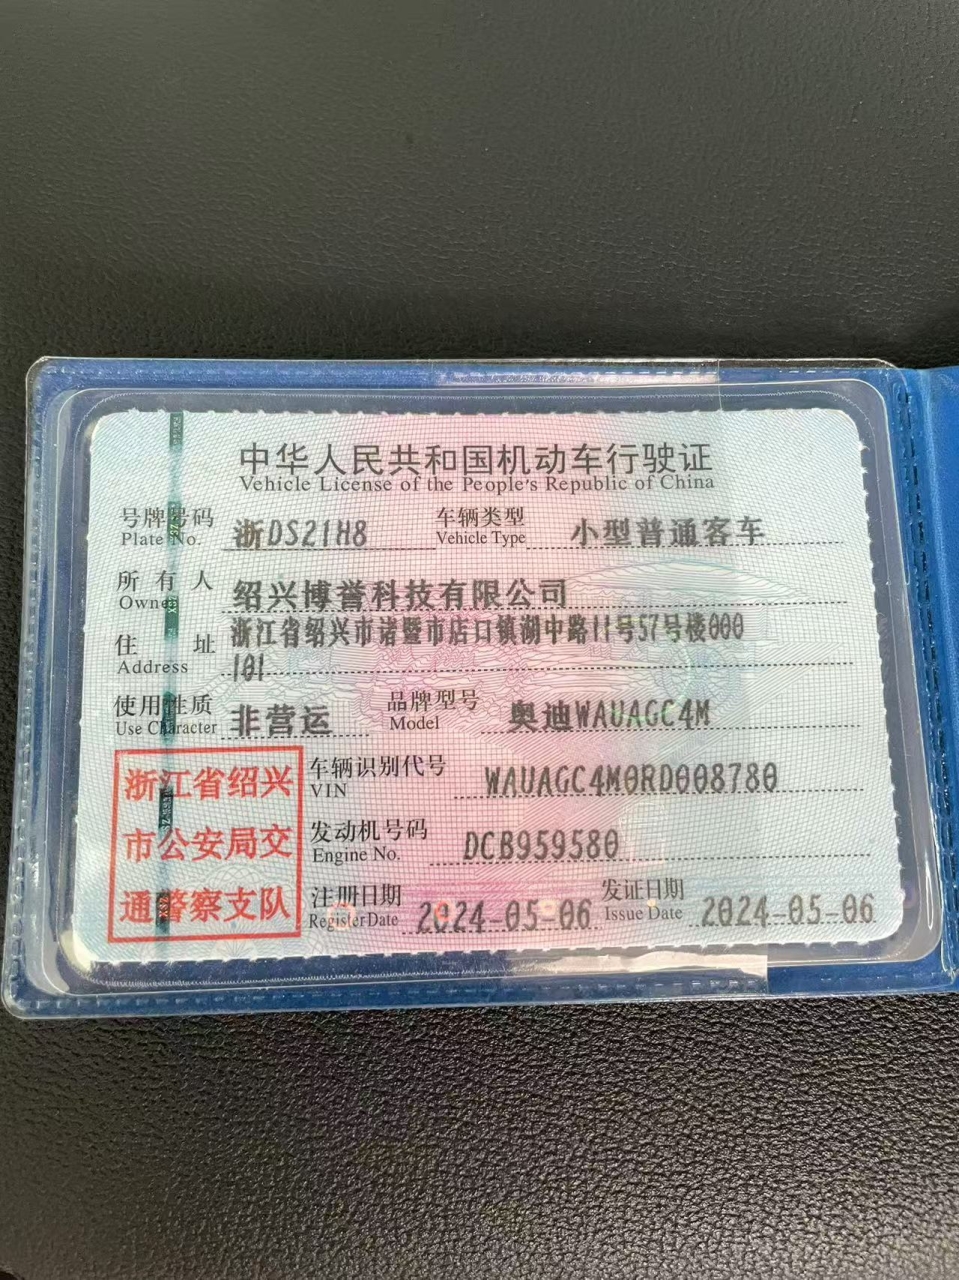 中华人民共和国机动车行驶证
Vehicle License of the People's Republic of China
号牌号码 浙DS21H8 车辆类型 小型普通客车
Plate No. Vehicle Type
所有人 绍兴博誉科技有限公司
Owner
住址 浙江省绍兴市诸暨市店口镇湖中路11号57号楼000
Address 101
使用性质 非营运 品牌型号 奥迪WAUAGC4M
Use Character Model
浙江省绍兴
市公安局交
通警察支队
车辆识别代号 WAUAGC4M0RD008780
VIN
发动机号码 DCB959580
Engine No.
注册日期 2024-05-06 发证日期 2024-05-06
Register Date Issue Date